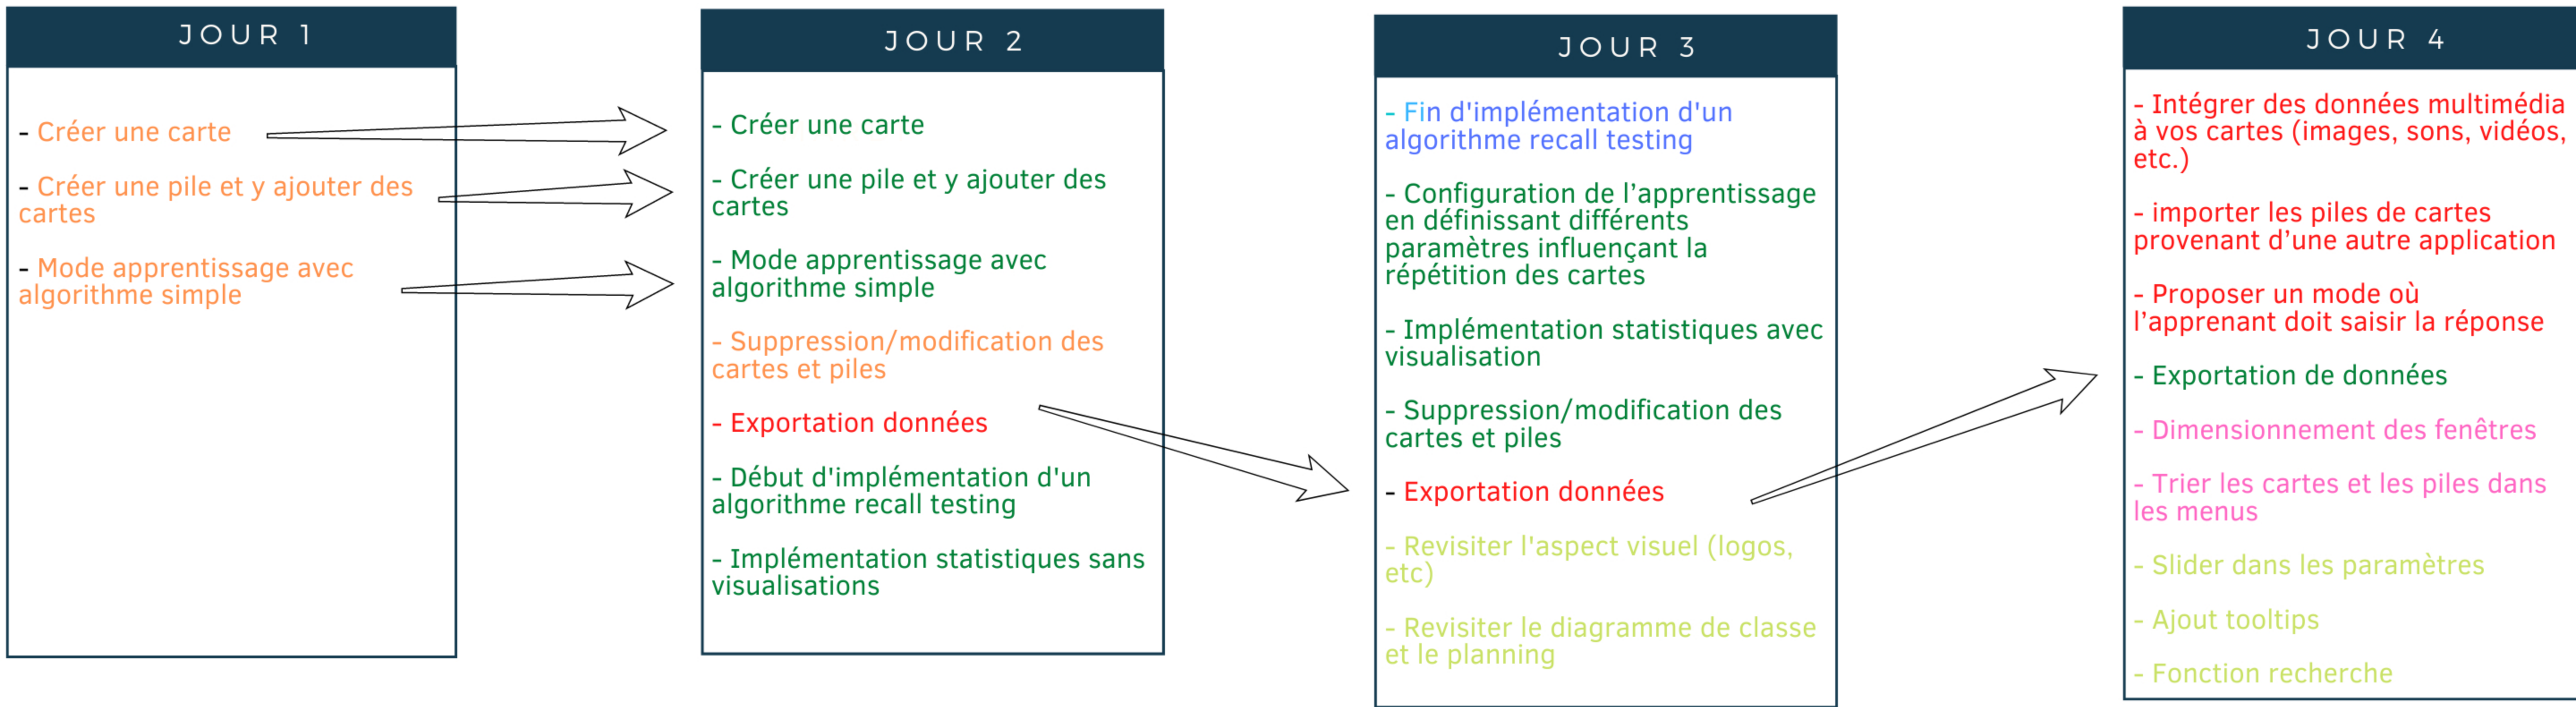 JOUR 1
- Créer une carte
- Créer une pile et y ajouter des
cartes
- Mode apprentissage avec
algorithme simple
JOUR 2
- Créer une carte
- Créer une pile et y ajouter des
cartes
- Mode apprentissage avec
algorithme simple
- Suppression/modification des
cartes et piles
- Exportation données
- Début d'implémentation d'un
algorithme recall testing
- Implémentation statistiques sans
visualisations
JOUR 3
- Fin d'implémentation d'un
algorithme recall testing
- Configuration de l’apprentissage
en définissant différents
paramètres influençant la
répétition des cartes
- Implémentation statistiques avec
visualisation
- Suppression/modification des
cartes et piles
- Exportation données
- Revisiter l'aspect visuel (logos,
etc)
- Revisiter le diagramme de classe
et le planning
JOUR 4
- Intégrer des données multimédia
à vos cartes (images, sons, vidéos,
etc.)
- importer les piles de cartes
provenant d’une autre application
- Proposer un mode où
l’apprenant doit saisir la réponse
- Exportation de données
- Dimensionnement des fenêtres
- Trier les cartes et les piles dans
les menus
- Slider dans les paramètres
- Ajout tooltips
- Fonction recherche